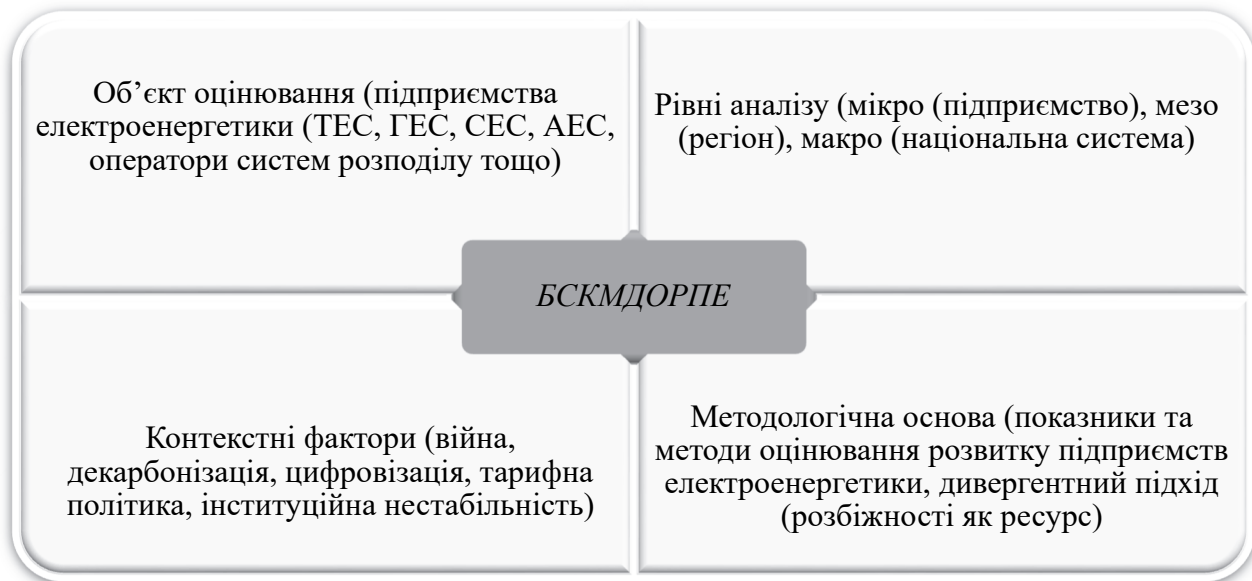 Об’єкт оцінювання (підприємства
електроенергетики (ТЕС, ГЕС, СЕС, АЕС,
оператори систем розподілу тощо)
Рівні аналізу (мікро (підприємство), мезо
(регіон), макро (національна система)
БСКМДОРПЕ
Контекстні фактори (війна,
декарбонізація, цифровізація, тарифна
політика, інституційна нестабільність)
Методологічна основа (показники та
методи оцінювання розвитку підприємств
електроенергетики, дивергентний підхід
(розбіжності як ресурс)